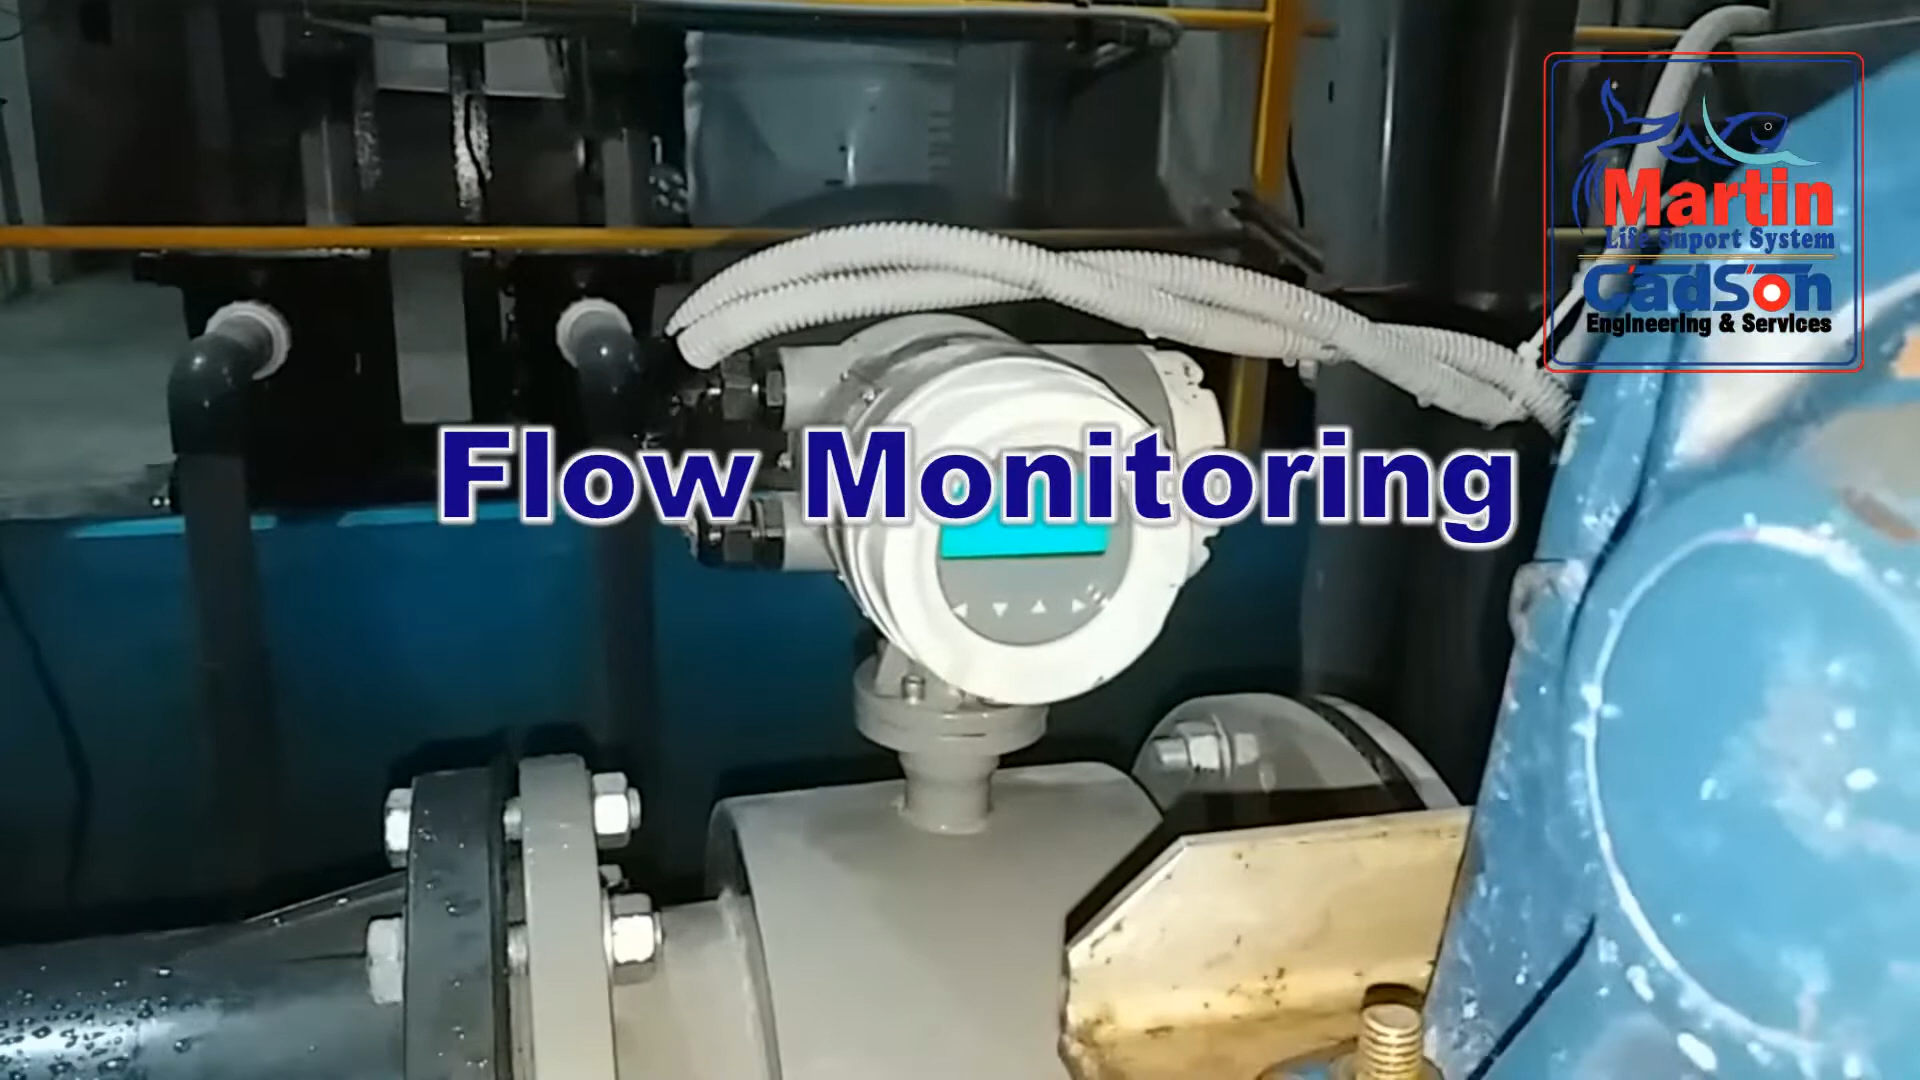 Martin
Life Suport System
CadSon
Engineering & Services
Flow Monitoring